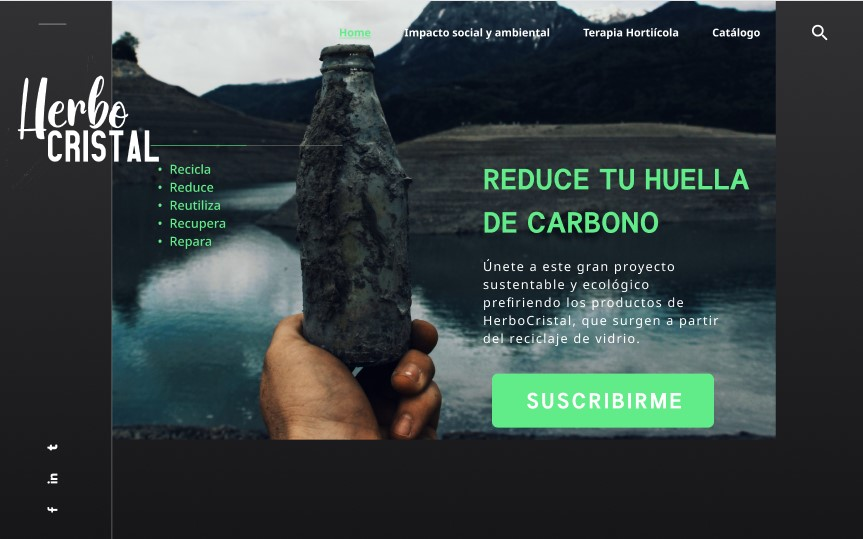 Home
Impacto social y ambiental
Terapia Hortiícola
Catálogo
Herbo
CRISTAL
• Recicla
• Reduce
• Reutiliza
• Recupera
• Repara
REDUCE TU HUELLA
DE CARBONO
Únete a este gran proyecto
sustentable y ecológico
prefiriendo los productos de
HerboCristal, que surgen a partir
del reciclaje de vidrio.
SUSCRIBIRME
t
in
f